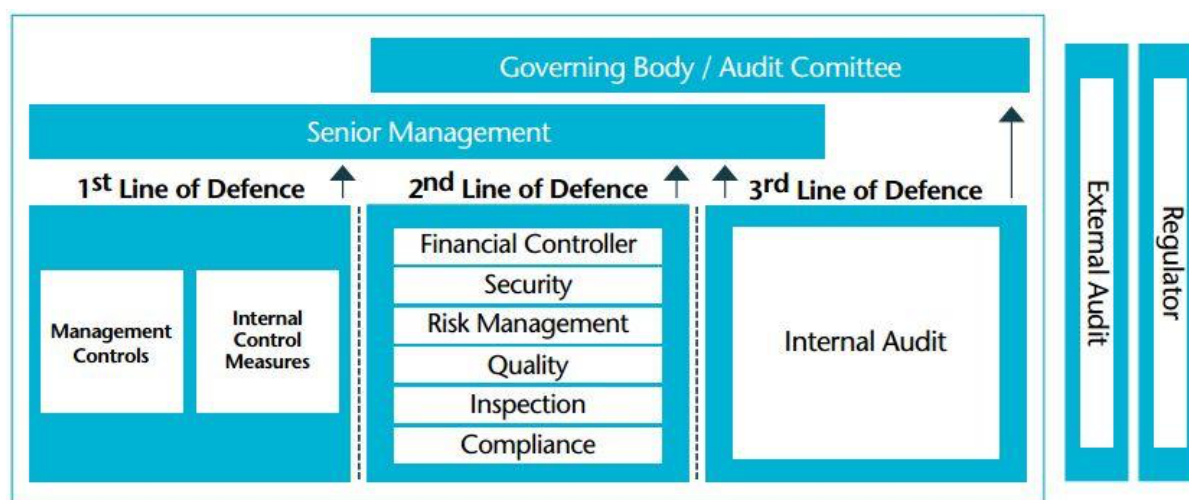 Governing Body / Audit Comittee
Senior Management
1st Line of Defence
2nd Line of Defence
3rd Line of Defence
Management
Controls
Internal
Control
Measures
Financial Controller
Security
Risk Management
Quality
Inspection
Compliance
Internal Audit
External Audit
Regulator